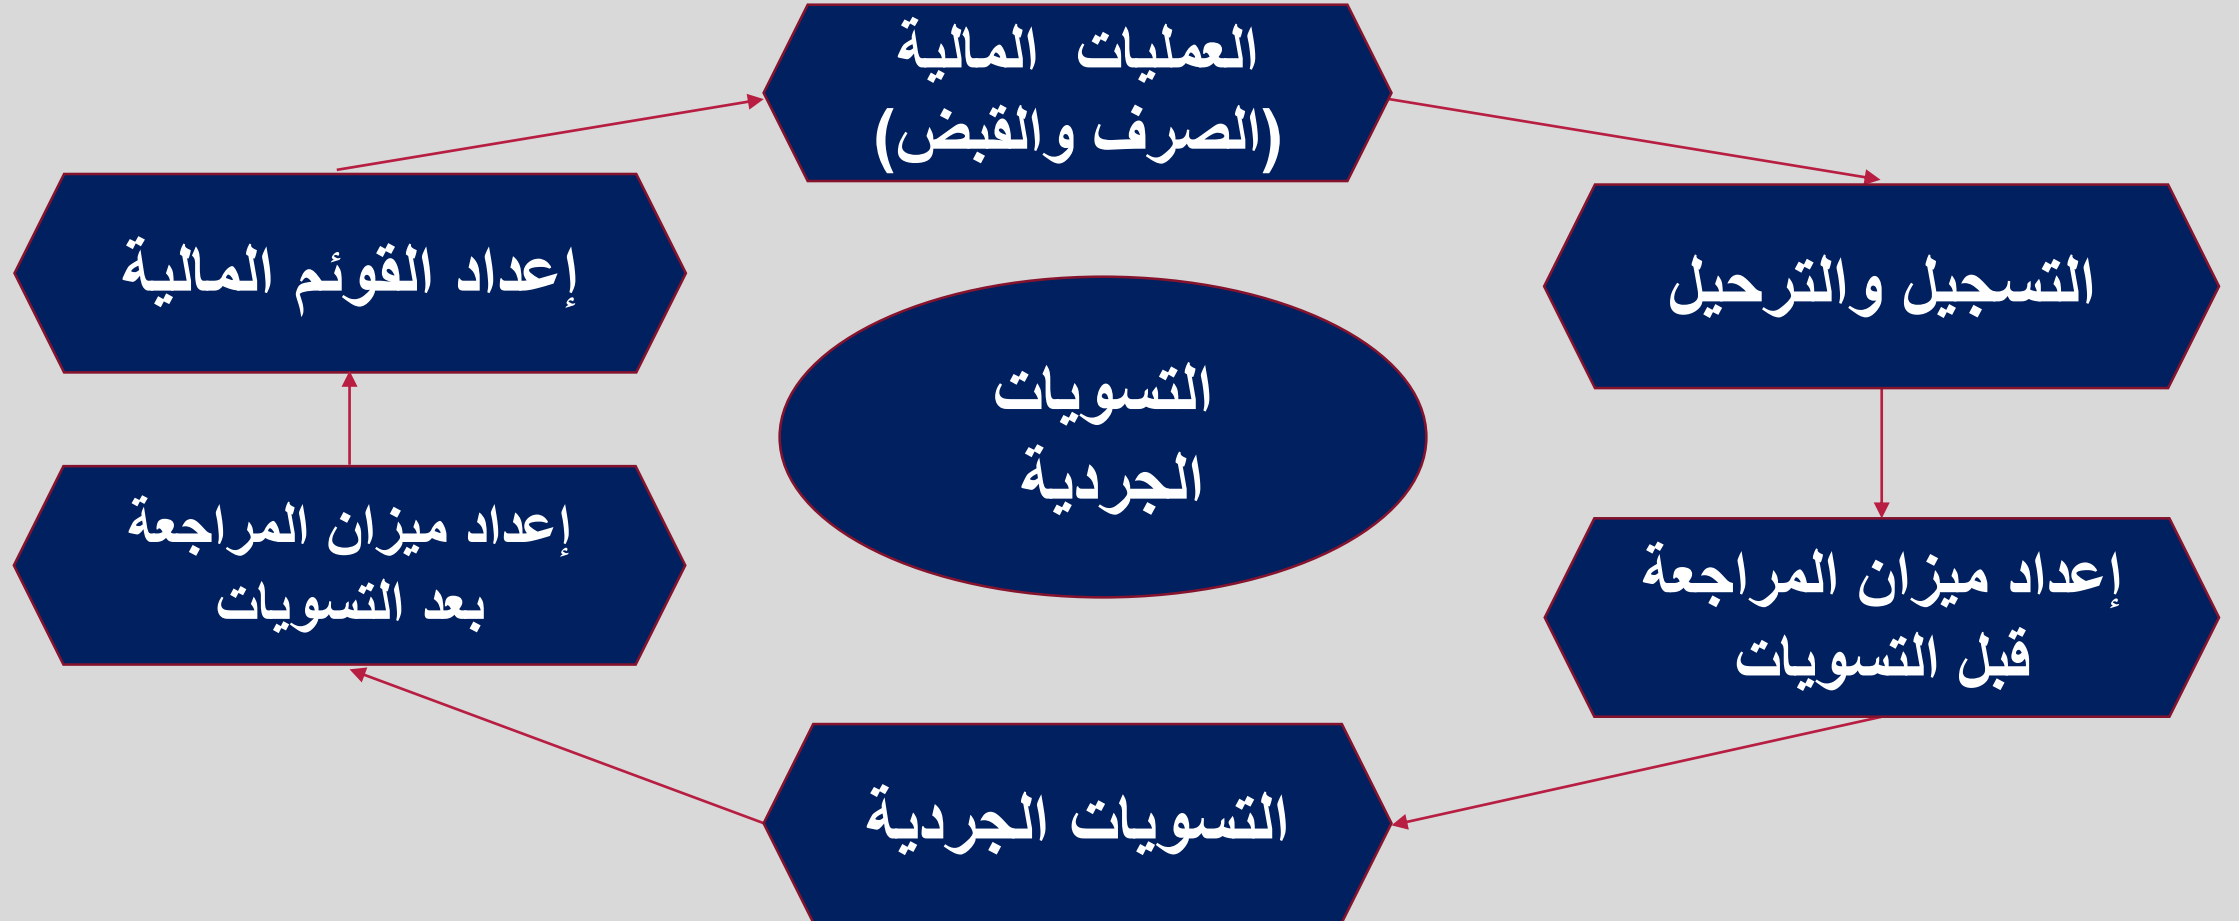 العمليات المالية
(الصرف والقبض)
التسجيل والترحيل
إعداد ميزان المراجعة
قبل التسويات
التسويات الجردية
إعداد ميزان المراجعة
بعد التسويات
إعداد القوئم المالية
التسويات
الجردية